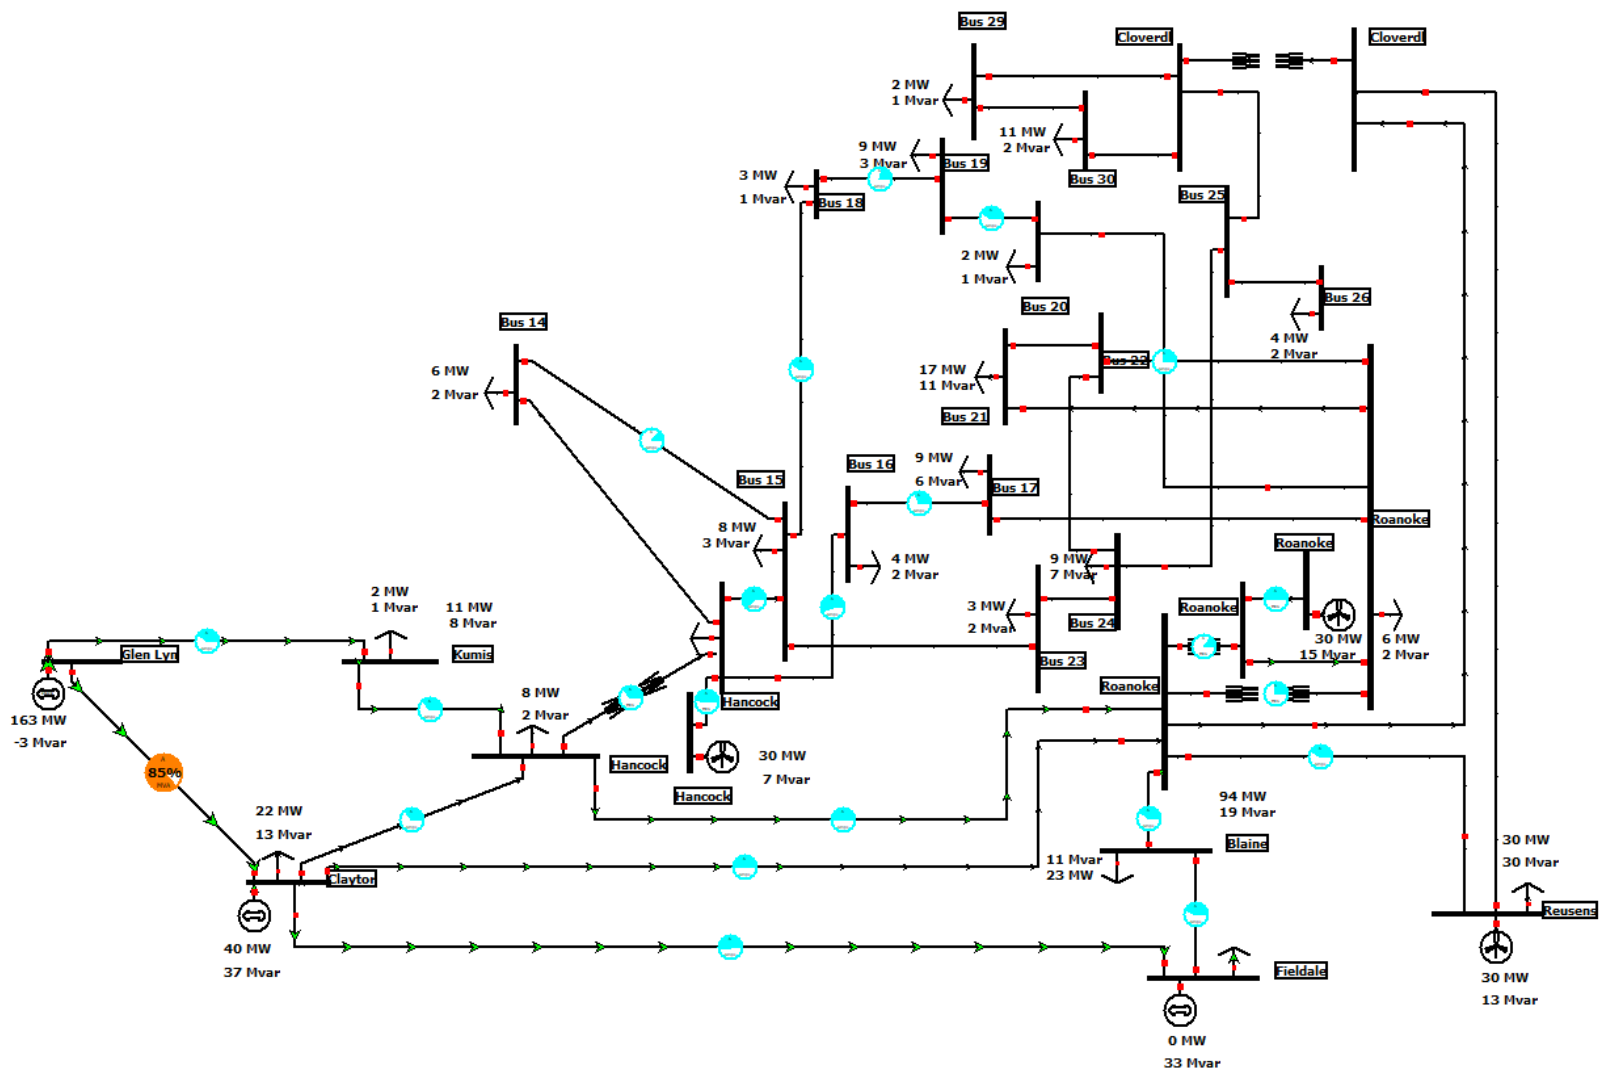 Bus 29
Cloverdl
Cloverdl
2 MW
1 Mvar
11 MW
2 Mvar
9 MW
3 Mvar
Bus 19
Bus 30
3 MW
1 Mvar
Bus 18
Bus 25
2 MW
1 Mvar
Bus 20
Bus 26
4 MW
2 Mvar
Bus 14
Bus 22
6 MW
2 Mvar
17 MW
11 Mvar
Bus 21
Bus 15
Bus 16
9 MW
6 Mvar
Bus 17
Roanoke
8 MW
3 Mvar
4 MW
2 Mvar
9 MW
7 Mvar
Roanoke
2 MW
1 Mvar
11 MW
8 Mvar
3 MW
2 Mvar
Bus 24
Roanoke
30 MW
15 Mvar
6 MW
2 Mvar
Glen Lyn
Kumis
Bus 23
Roanoke
163 MW
-3 Mvar
8 MW
2 Mvar
Hancock
Hancock
30 MW
7 Mvar
Hancock
85%
MVA
22 MW
13 Mvar
94 MW
19 Mvar
Blaine
11 Mvar
23 MW
30 MW
30 Mvar
Claytor
Reusens
40 MW
37 Mvar
Fieldale
30 MW
13 Mvar
0 MW
33 Mvar